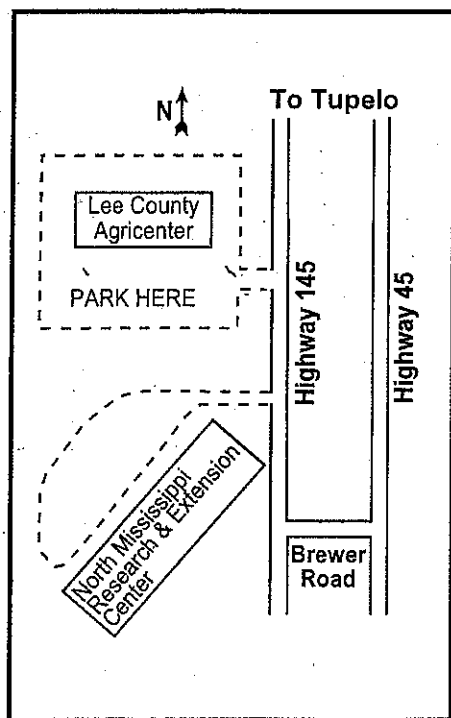 To Tupelo
N
Lee County
Agricenter
PARK HERE
Highway 145
Highway 45
North Mississippi
Research & Extension
Center
Brewer
Road